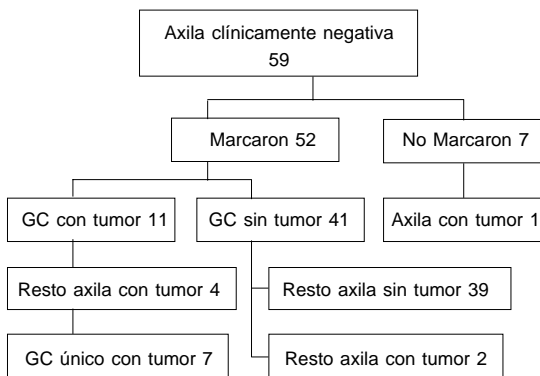 Axila clínicamente negativa
59
Marcaron 52
No Marcaron 7
GC con tumor 11
GC sin tumor 41
Axila con tumor 1
Resto axila con tumor 4
Resto axila sin tumor 39
GC único con tumor 7
Resto axila con tumor 2